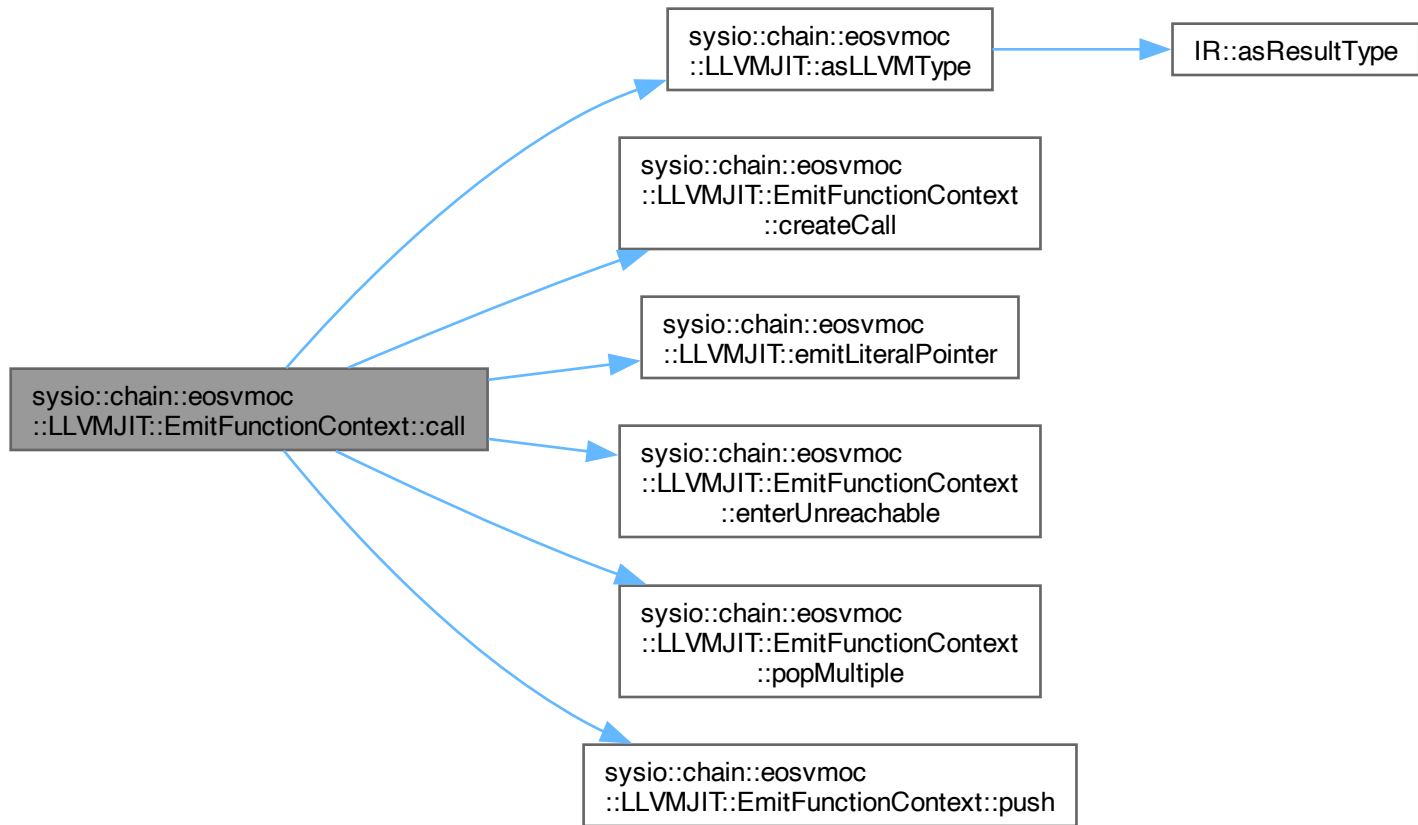 sysio::chain::eosvmoc
::LLVMJIT::EmitFunctionContext::call
sysio::chain::eosvmoc
::LLVMJIT::asLLVMType
IR::asResultType
sysio::chain::eosvmoc
::LLVMJIT::EmitFunctionContext
::createCall
sysio::chain::eosvmoc
::LLVMJIT::emitLiteralPointer
sysio::chain::eosvmoc
::LLVMJIT::EmitFunctionContext
::enterUnreachable
sysio::chain::eosvmoc
::LLVMJIT::EmitFunctionContext
::popMultiple
sysio::chain::eosvmoc
::LLVMJIT::EmitFunctionContext::push